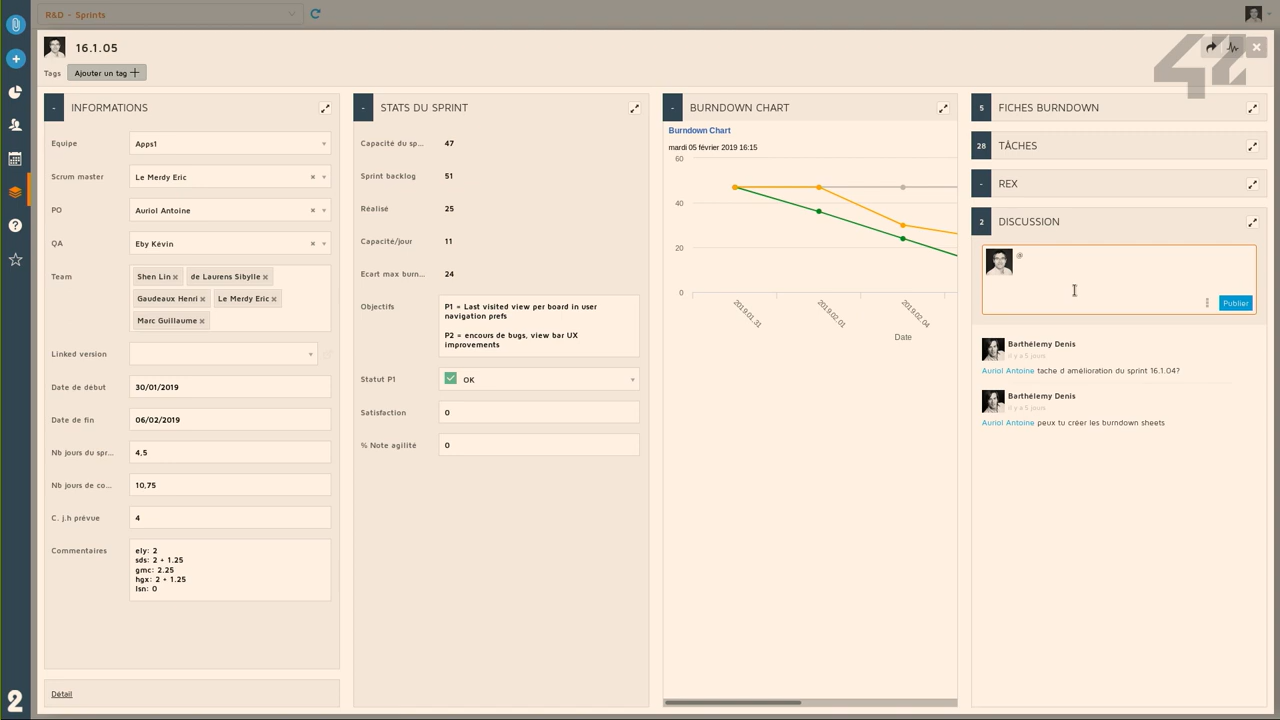 R&D - Sprints
16.1.05
42
Tags
Ajouter un tag
- INFORMATIONS
Equipe
Apps1
Scrum master
Le Merdy Eric
PO
Auriol Antoine
QA
Eby Kévin
Team
Shen Lin
de Laurens Sibylle
Gaudeaux Henri
Le Merdy Eric
Marc Guillaume
Linked version
Date de début
30/01/2019
Date de fin
06/02/2019
Nb jours du spr...
4,5
Nb jours de co...
10,75
C. j.h prévue
4
Commentaires
ely: 2
sds: 2 + 1.25
gmc: 2.25
hgx: 2 + 1.25
lsn: 0
Détail
- STATS DU SPRINT
Capacité du sp...
47
Sprint backlog
51
Réalisé
25
Capacité/jour
11
Ecart max burn...
24
Objectifs
P1 = Last visited view per board in user
navigation prefs
P2 = encours de bugs, view bar UX
improvements
Statut P1
OK
Satisfaction
0
% Note agilité
0
- BURNDOWN CHART
Burndown Chart
mardi 05 février 2019 16:15
60
40
20
0
2019.01.31
2019.02.01
2019.02.04
Date
5 FICHES BURNDOWN
28 TÂCHES
- REX
2 DISCUSSION
@
Publier
Barthélemy Denis
il y a 5 jours
Auriol Antoine tache d amélioration du sprint 16.1.04?
Barthélemy Denis
il y a 5 jours
Auriol Antoine peux tu créer les burndown sheets
2